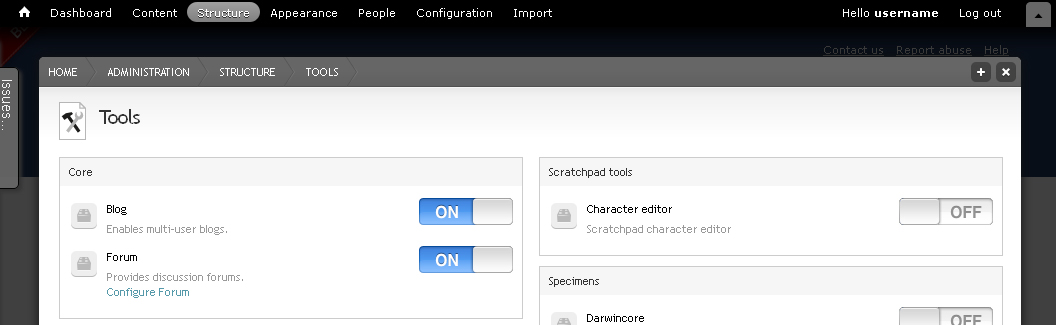 Dashboard Content Structure Appearance People Configuration Import Hello username Log out
Contact us Report abuse Help
Issues...
HOME ADMINISTRATION STRUCTURE TOOLS
Tools
Core
Blog ON
Enables multi-user blogs.
Forum ON
Provides discussion forums.
Configure Forum
Scratchpad tools
Character editor OFF
Scratchpad character editor
Specimens
Darwincore OFF